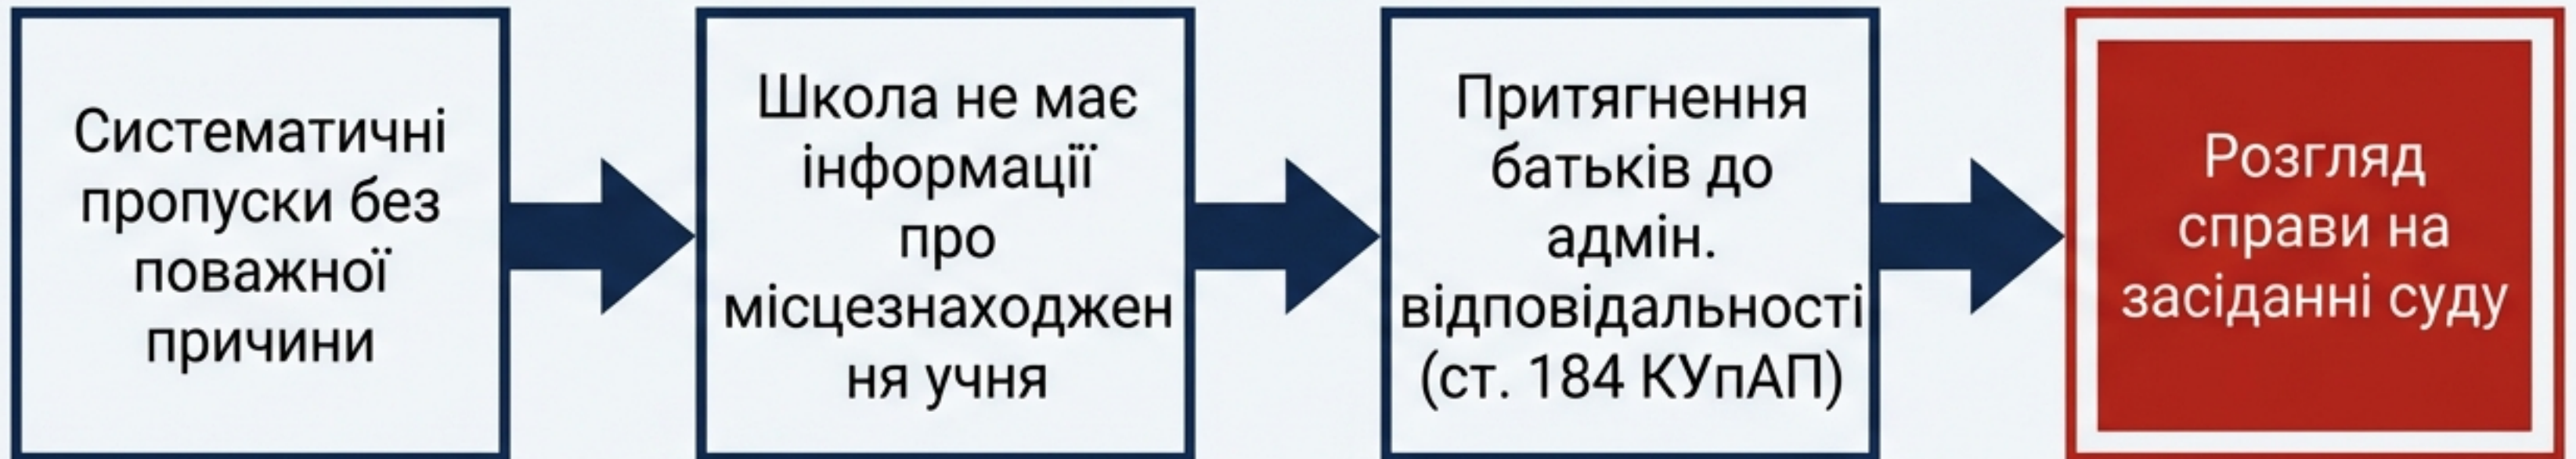 Систематичні
пропуски без
поважної
причини
Школа не має
інформації
про
місцезнаходжен
ня учня
Притягнення
батьків до
адмін.
відповідальності
(ст. 184 КУпАП)
Розгляд
справи на
засіданні суду